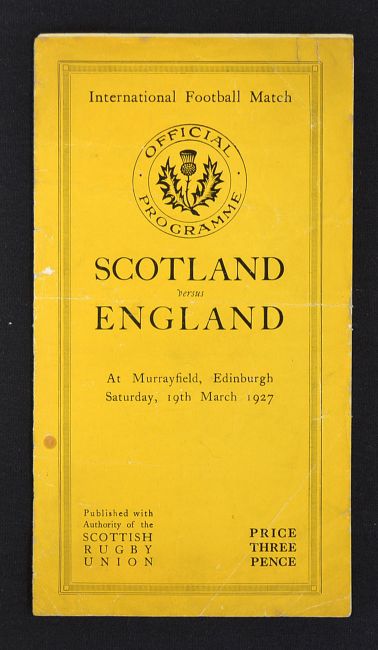 International Football Match
· OFFICIAL ·
PROGRAMME
SCOTLAND
versus
ENGLAND
At Murrayfield, Edinburgh
Saturday, 19th March 1927
Published with
Authority of the
SCOTTISH
RUGBY
UNION
PRICE
THREE
PENCE